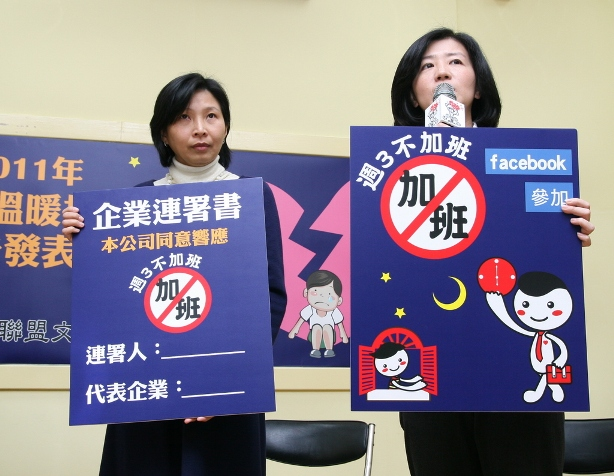 2011年
溫暖
發表
聯盟文
企業連署書
本公司同意響應
週3不加班
加班
連署人：
代表企業：
週3不加班
加班
facebook
參加